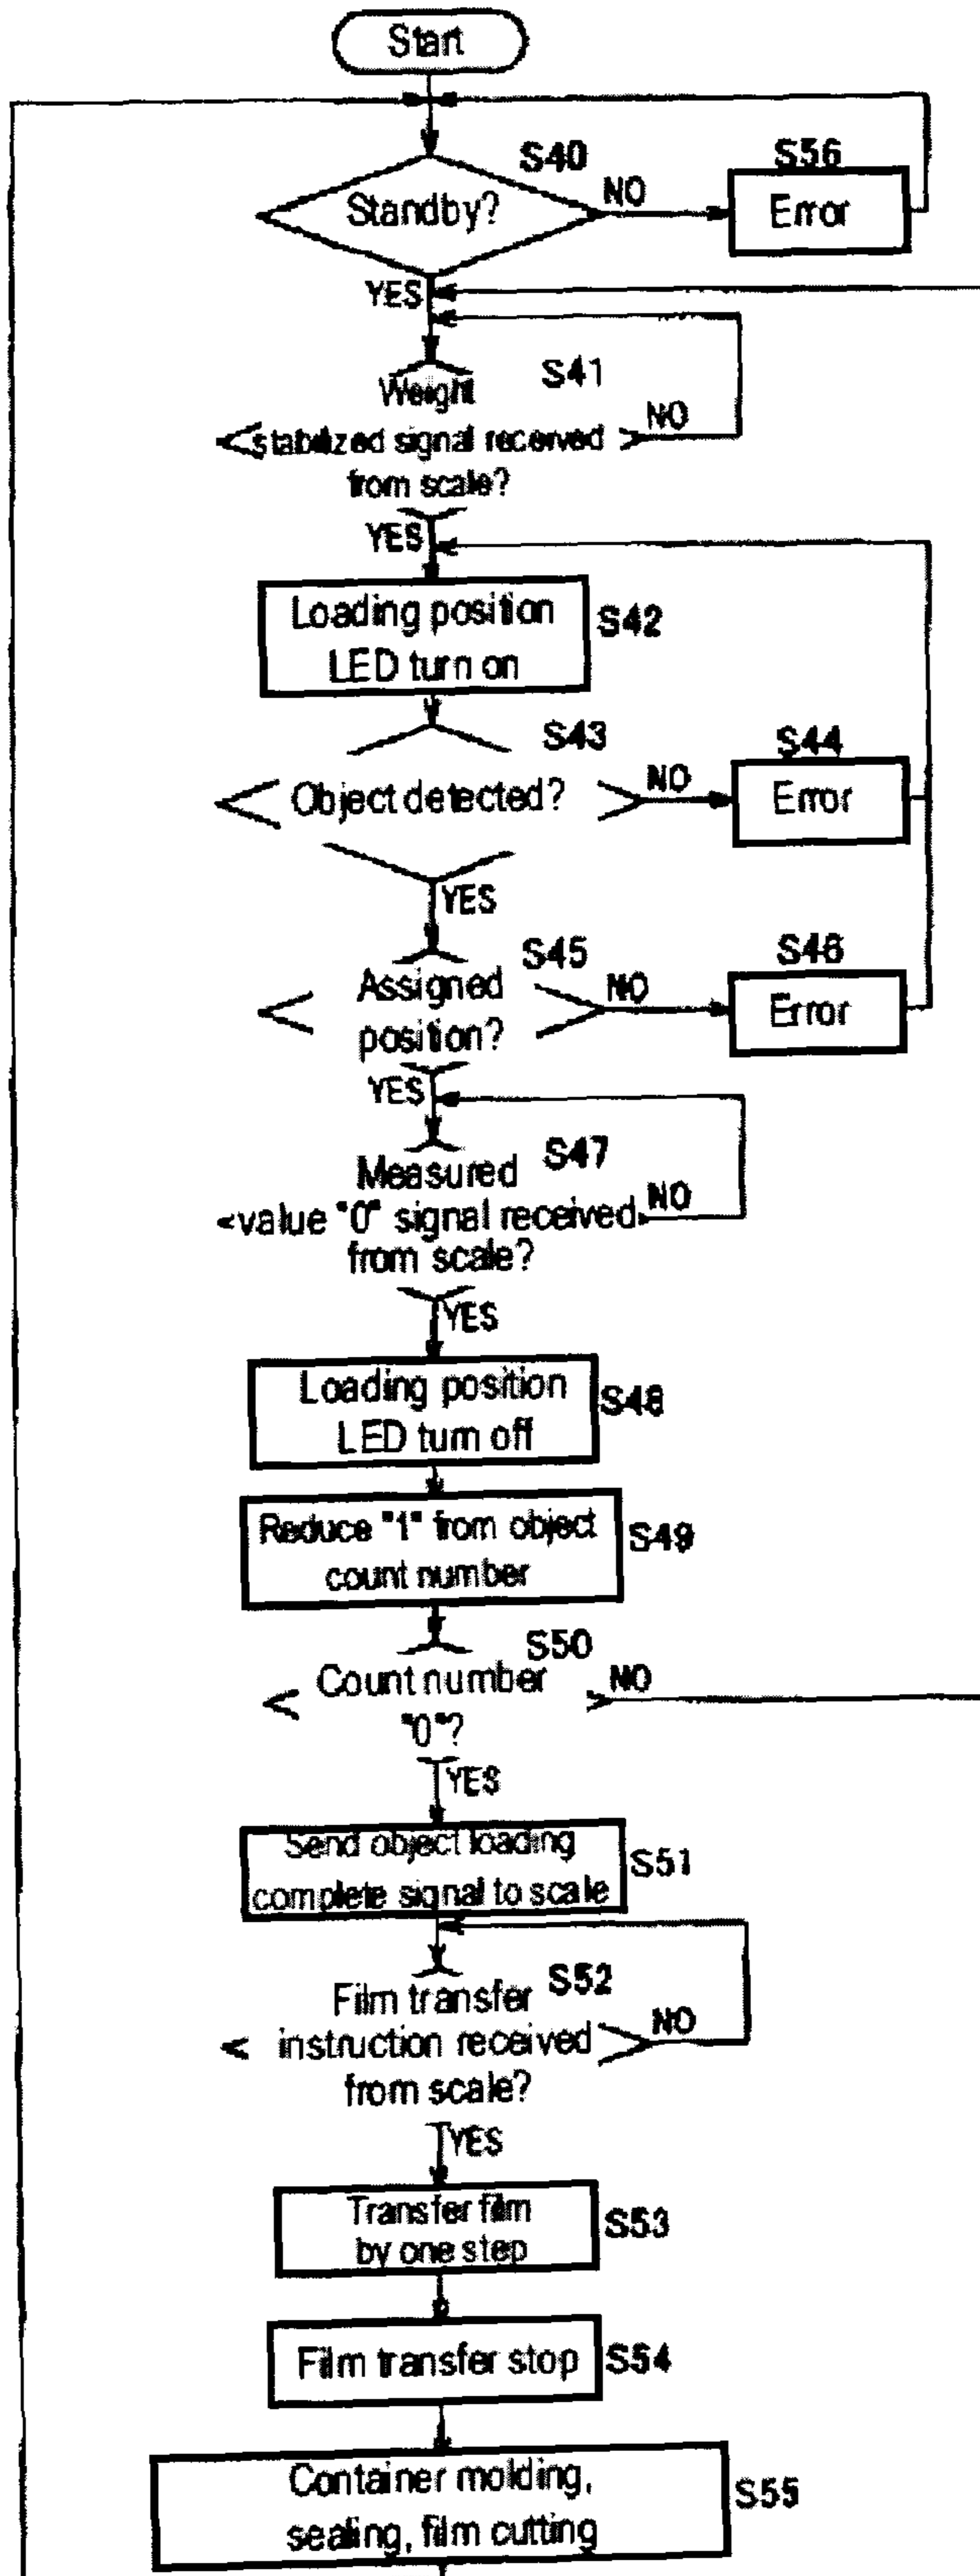 Start
S40
Standby?
NO
S56
Error
YES
S41
Weight
stabilized signal received
from scale?
NO
YES
Loading position
LED turn on
S42
S43
Object detected?
NO
S44
Error
YES
S45
Assigned
position?
NO
S46
Error
YES
S47
Measured
value "0" signal received
from scale?
NO
YES
Loading position
LED turn off
S48
Reduce "1" from object
count number
S49
S50
Count number
"0"?
NO
YES
Send object loading
complete signal to scale
S51
S52
Film transfer
instruction received
from scale?
NO
YES
Transfer film
by one step
S53
Film transfer stop
S54
Container molding,
sealing, film cutting
S55